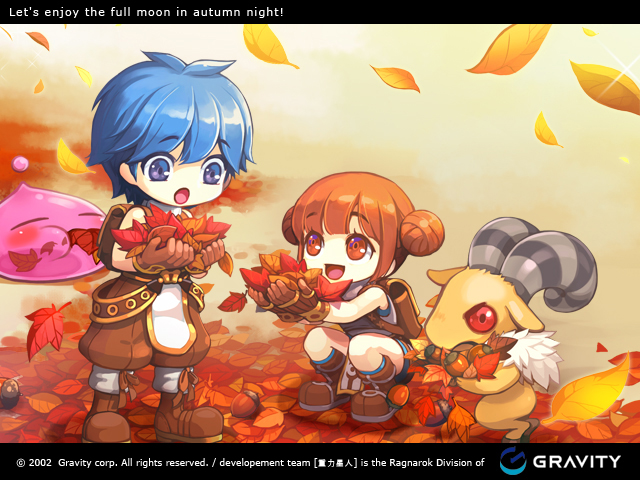 Let's enjoy the full moon in autumn night!
© 2002 Gravity corp. All rights reserved. / developement team [重力星人] is the Ragnarok Division of GRAVITY